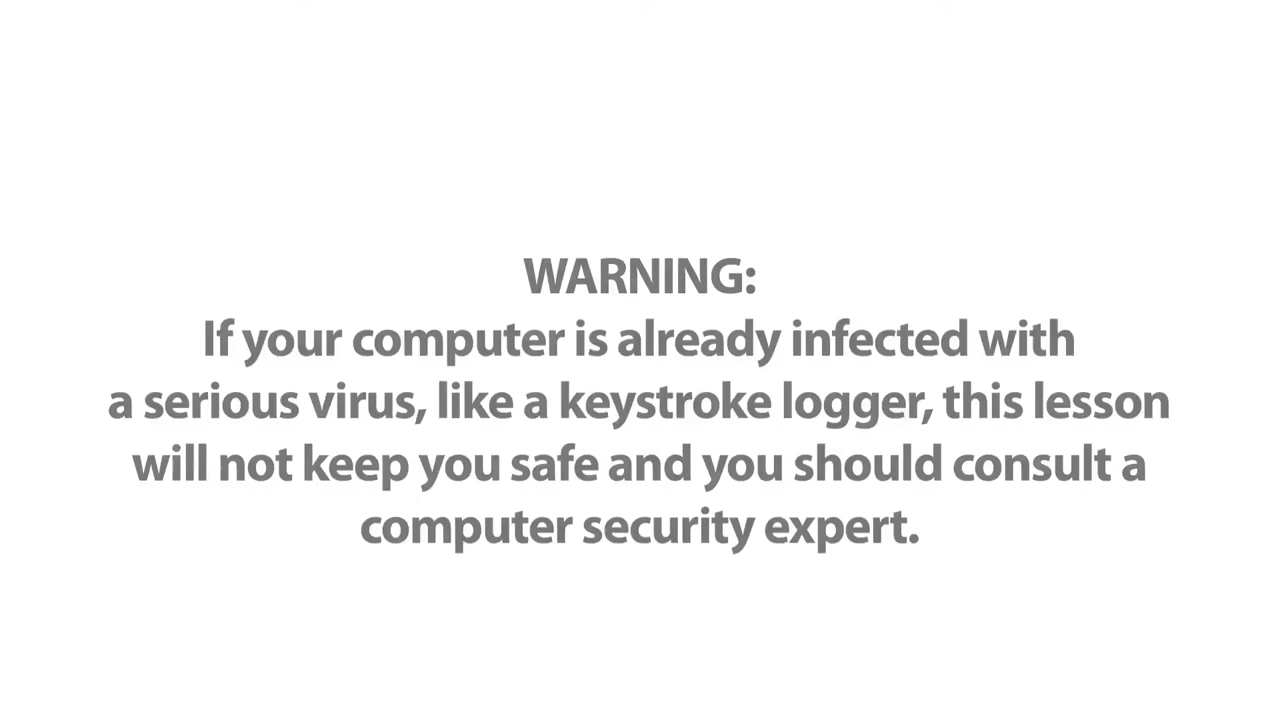 WARNING:
If your computer is already infected with
a serious virus, like a keystroke logger, this lesson
will not keep you safe and you should consult a
computer security expert.